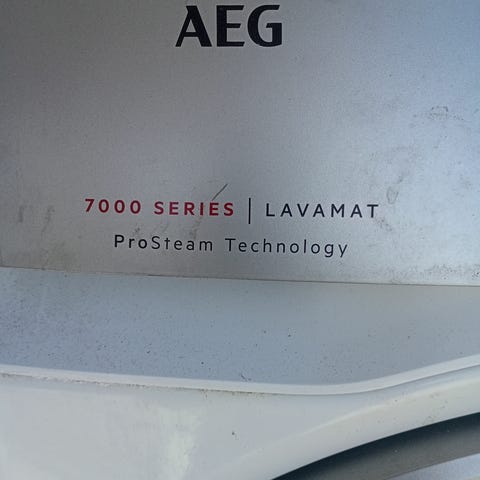 AEG
7000 SERIES | LAVAMAT
ProSteam Technology